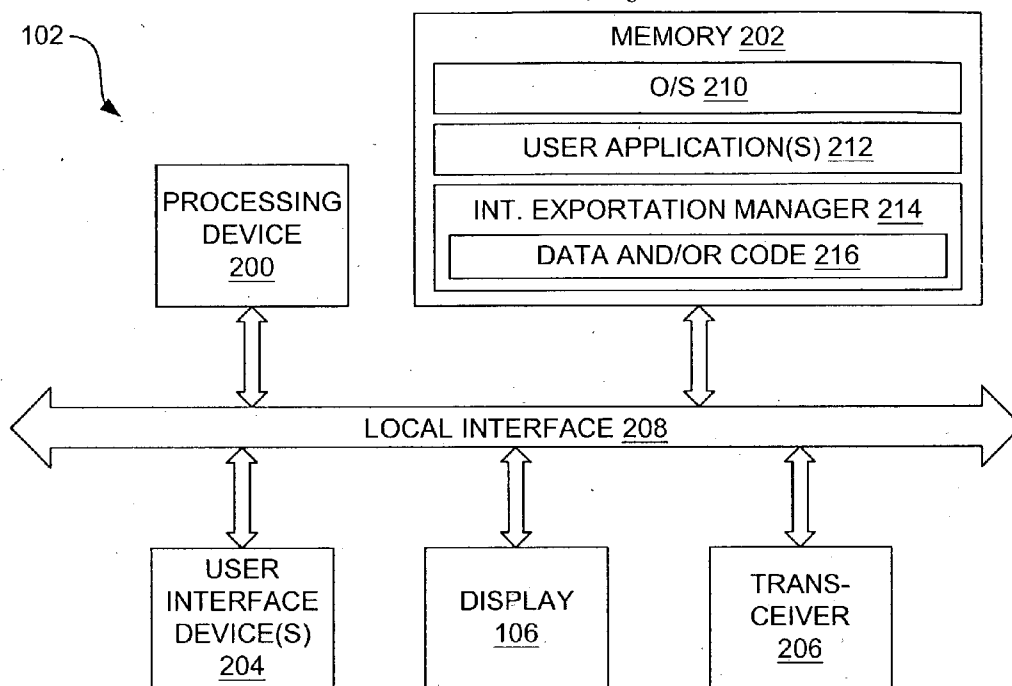 102
MEMORY 202
O/S 210
USER APPLICATION(S) 212
INT. EXPORTATION MANAGER 214
DATA AND/OR CODE 216
PROCESSING
DEVICE
200
LOCAL INTERFACE 208
USER
INTERFACE
DEVICE(S)
204
DISPLAY
106
TRANS-
CEIVER
206